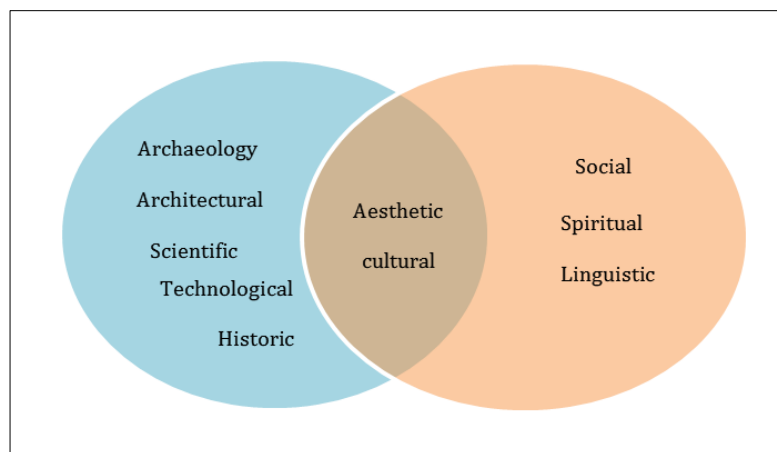 Archaeology
Architectural
Scientific
Technological
Historic
Aesthetic
cultural
Social
Spiritual
Linguistic